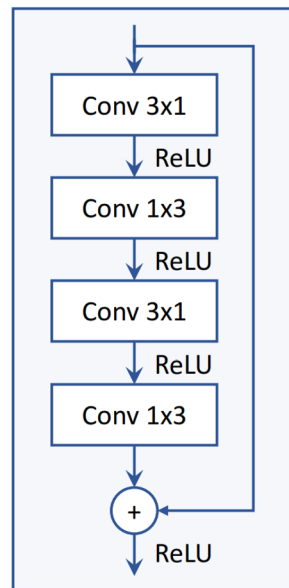 Conv 3x1
ReLU
Conv 1x3
ReLU
Conv 3x1
ReLU
Conv 1x3
+
ReLU